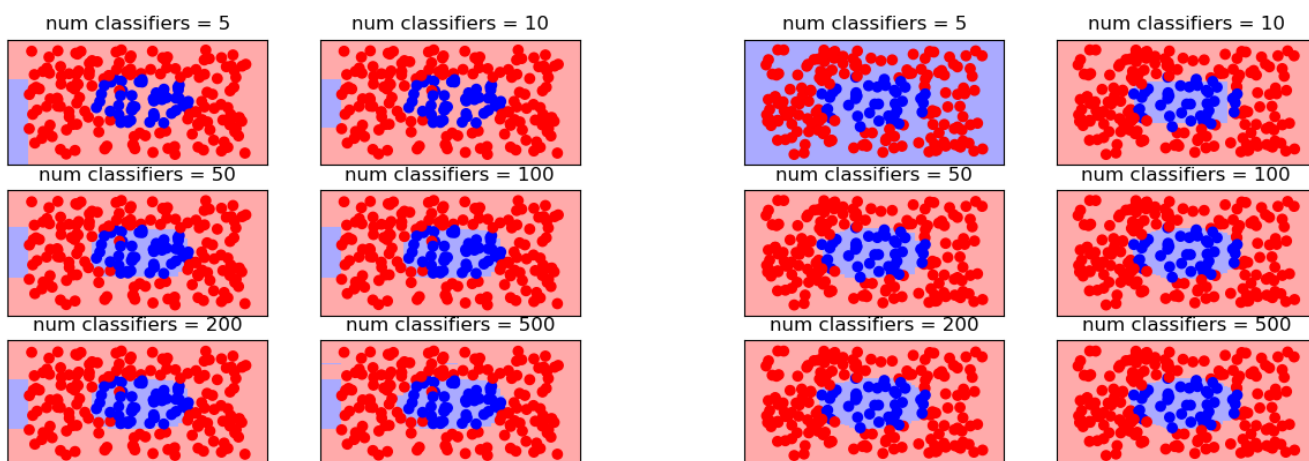 num classifiers = 5
num classifiers = 10
num classifiers = 50
num classifiers = 100
num classifiers = 200
num classifiers = 500
num classifiers = 5
num classifiers = 10
num classifiers = 50
num classifiers = 100
num classifiers = 200
num classifiers = 500